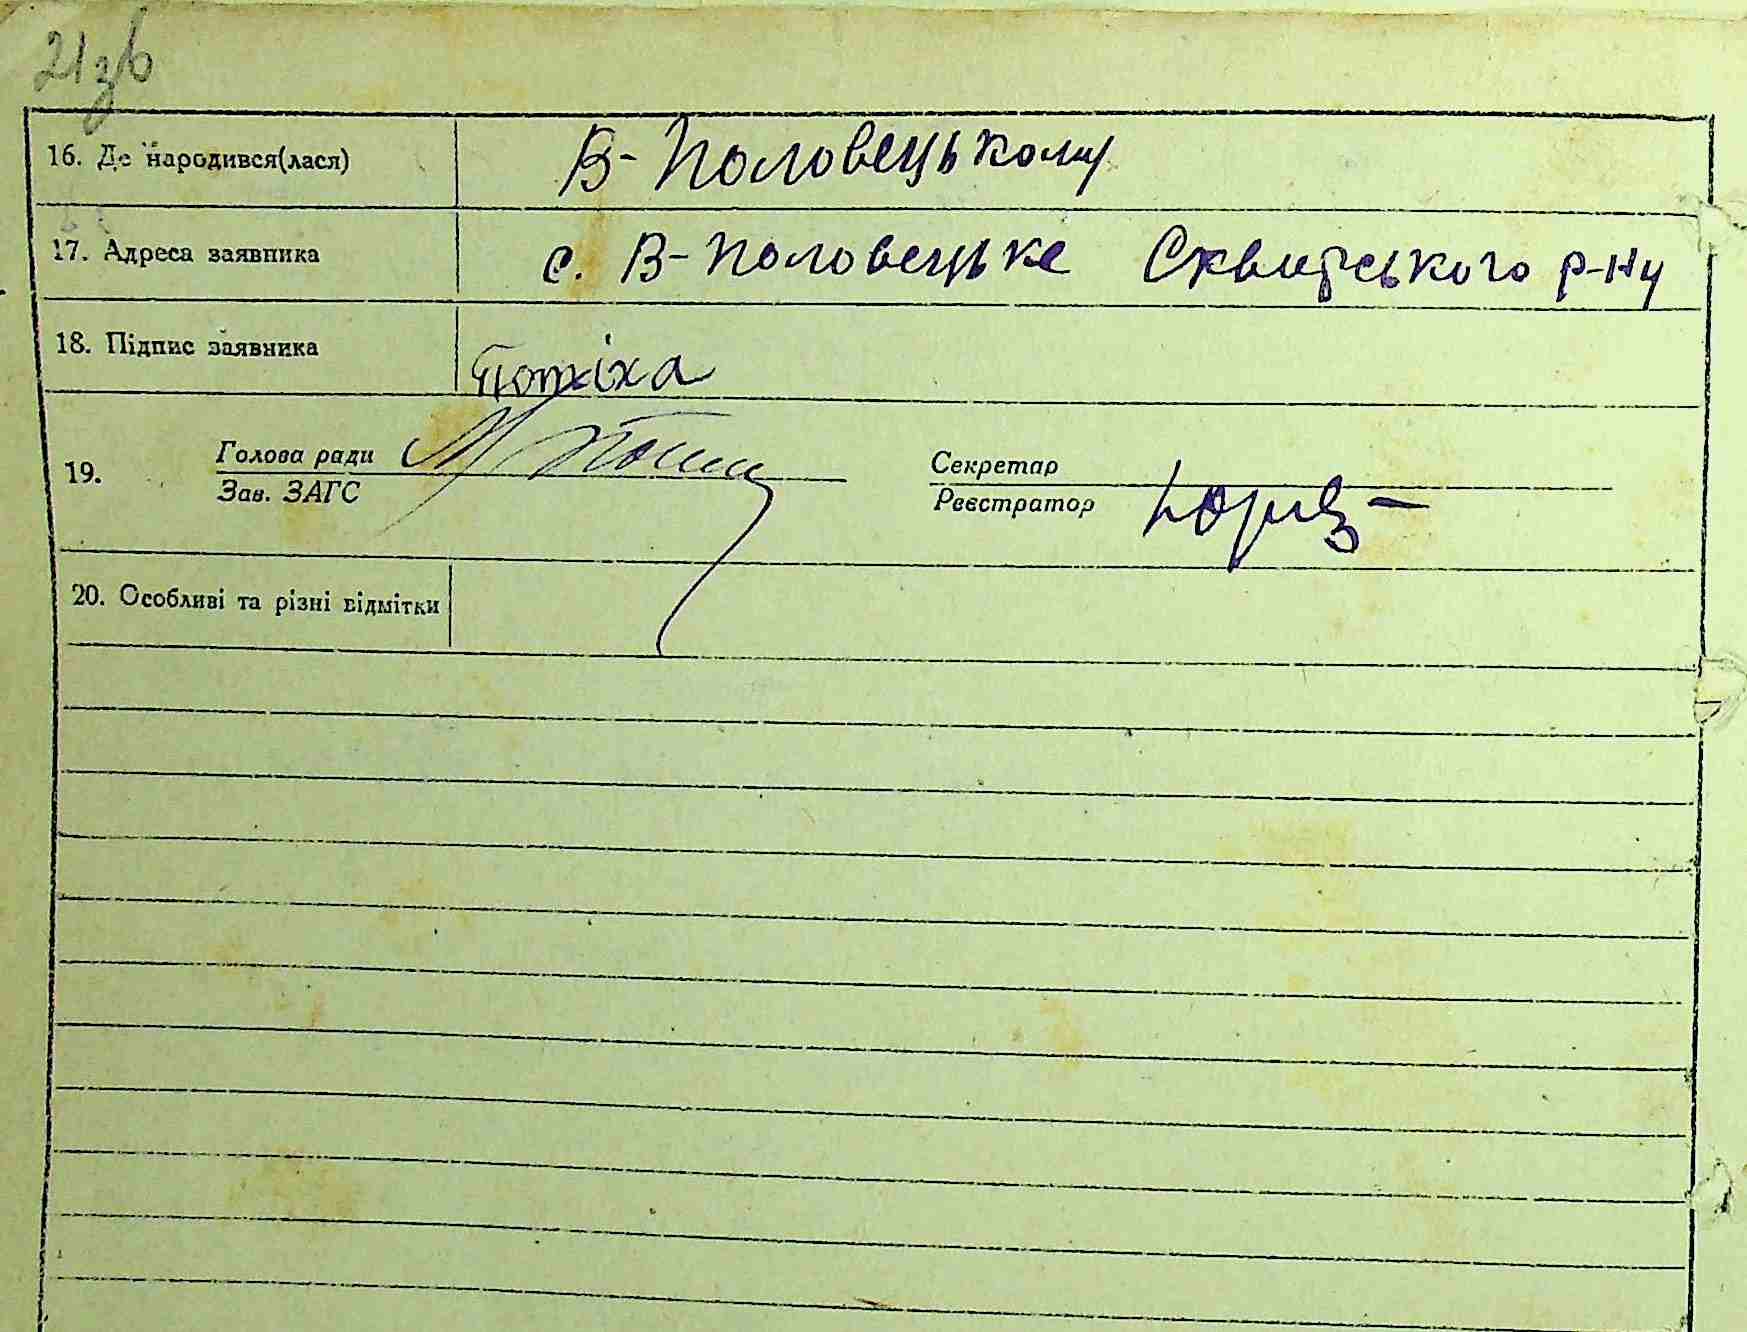 21зв
16. Де народився(лася) В-Половецькому
17. Адреса заявника с. В-Половецьке Сквирського р-ну
18. Підпис заявника
19. Голова ради
Зав. ЗАГС
Секретар
Реєстратор
20. Особливі та різні відмітки